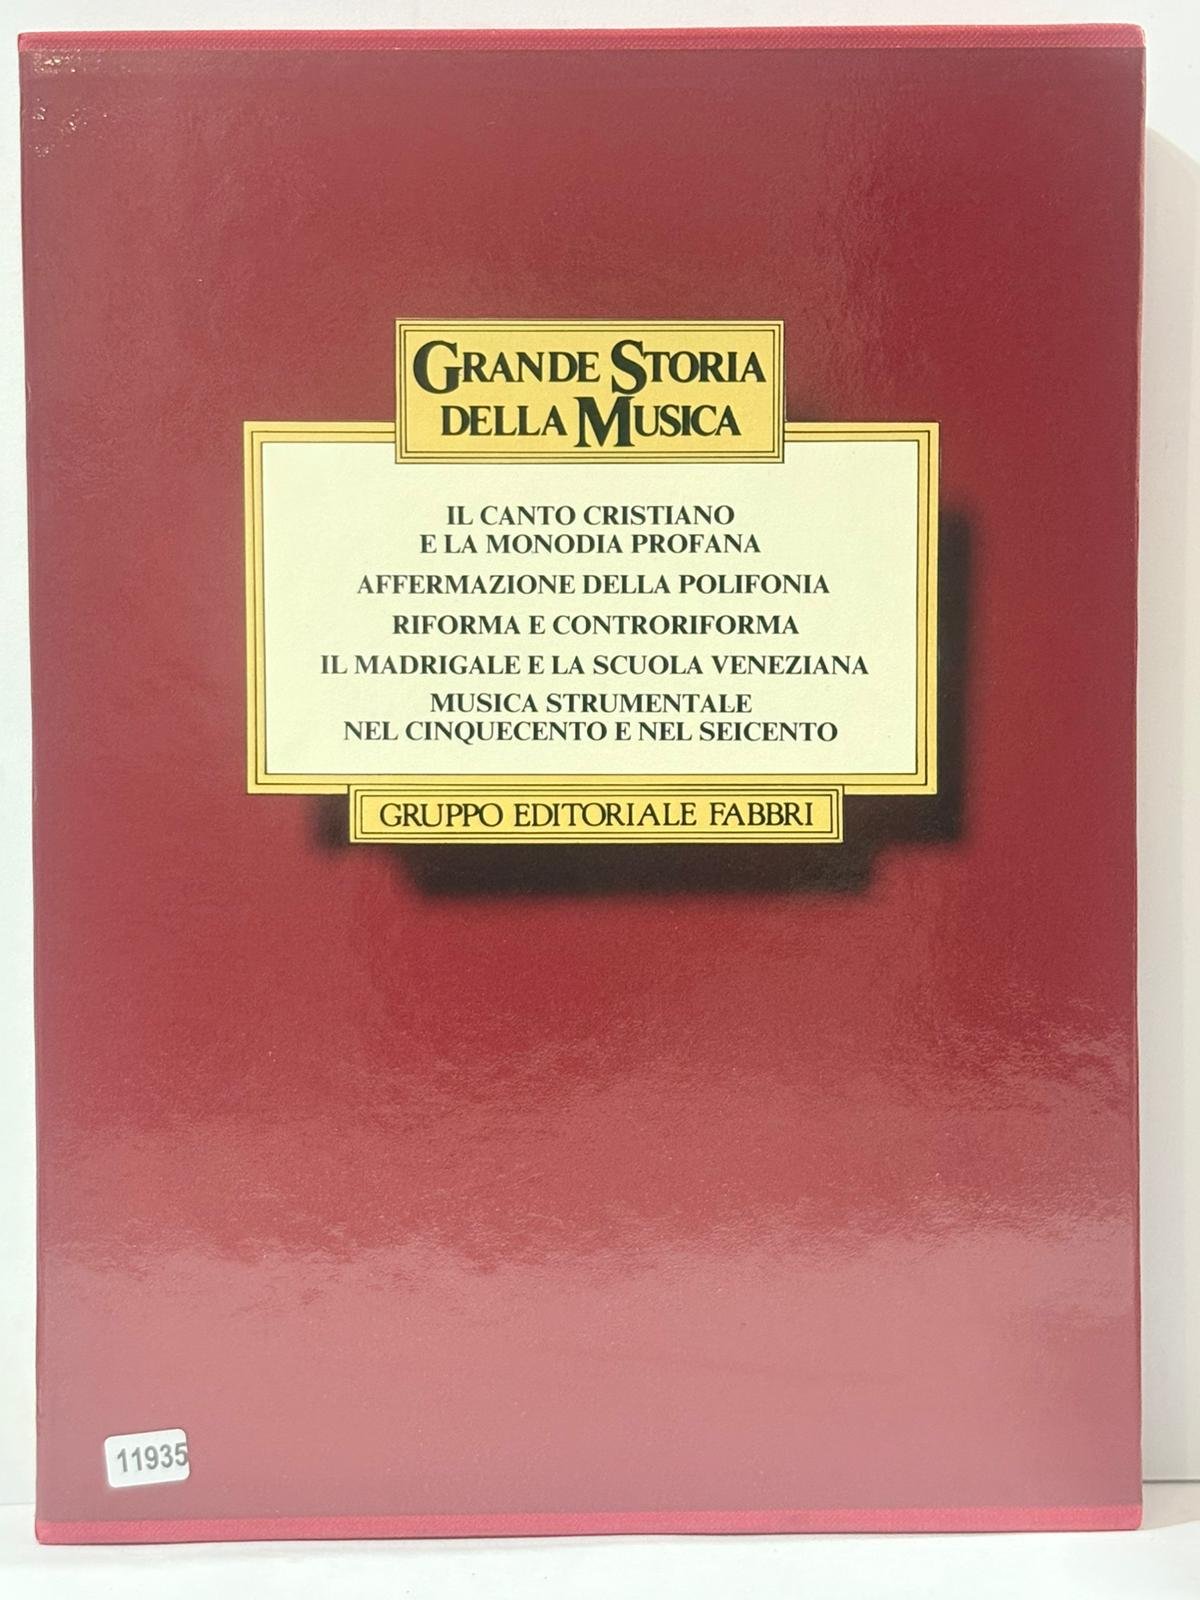 GRANDE STORIA
DELLA MUSICA
IL CANTO CRISTIANO
E LA MONODIA PROFANA
AFFERMAZIONE DELLA POLIFONIA
RIFORMA E CONTRORIFORMA
IL MADRIGALE E LA SCUOLA VENEZIANA
MUSICA STRUMENTALE
NEL CINQUECENTO E NEL SEICENTO
GRUPPO EDITORIALE FABBRI
11935